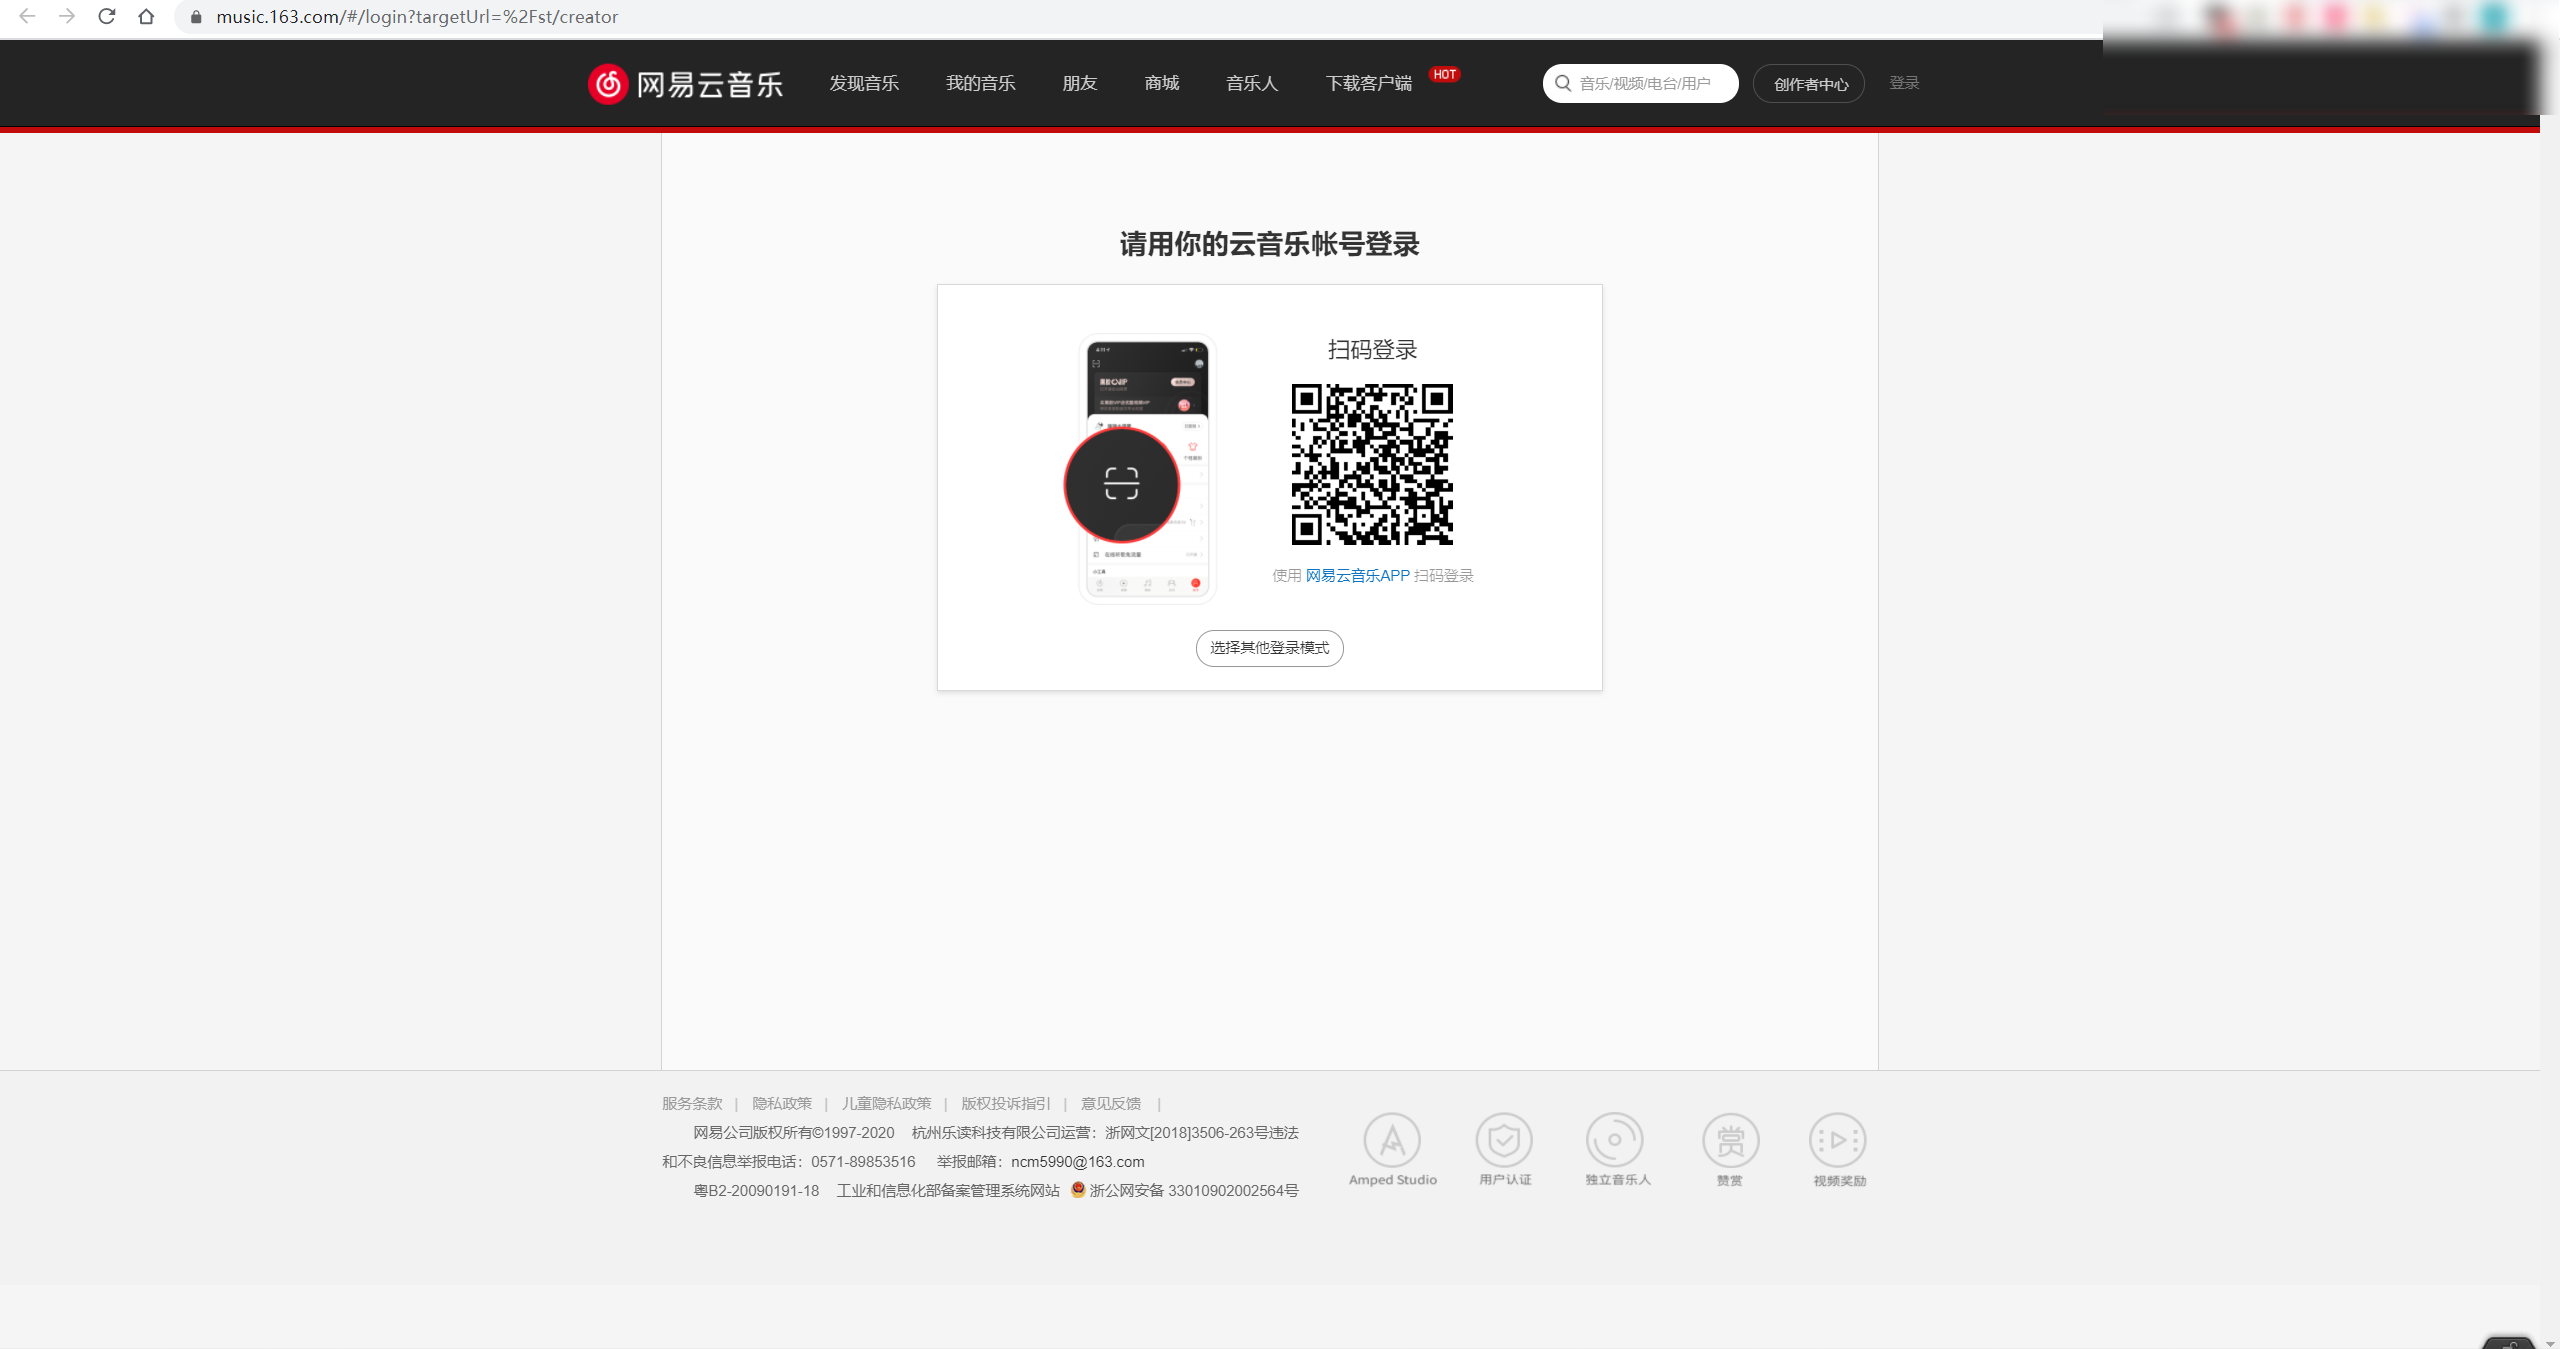 music.163.com/#/login?targetUrl=%2Fst/creator
网易云音乐
发现音乐
我的音乐
朋友
商城
音乐人
下载客户端
HOT
音乐/视频/电台/用户
创作者中心
登录
请用你的云音乐帐号登录
扫码登录
使用 网易云音乐APP 扫码登录
选择其他登录模式
服务条款 | 隐私政策 | 儿童隐私政策 | 版权投诉指引 | 意见反馈 |
网易公司版权所有©1997-2020 杭州乐读科技有限公司运营：浙网文[2018]3506-263号违法
和不良信息举报电话：0571-89853516 举报邮箱：ncm5990@163.com
粤B2-20090191-18 工业和信息化部备案管理系统网站 浙公网安备 33010902002564号
赏
Amped Studio
用户认证
独立音乐人
赞赏
视频奖励